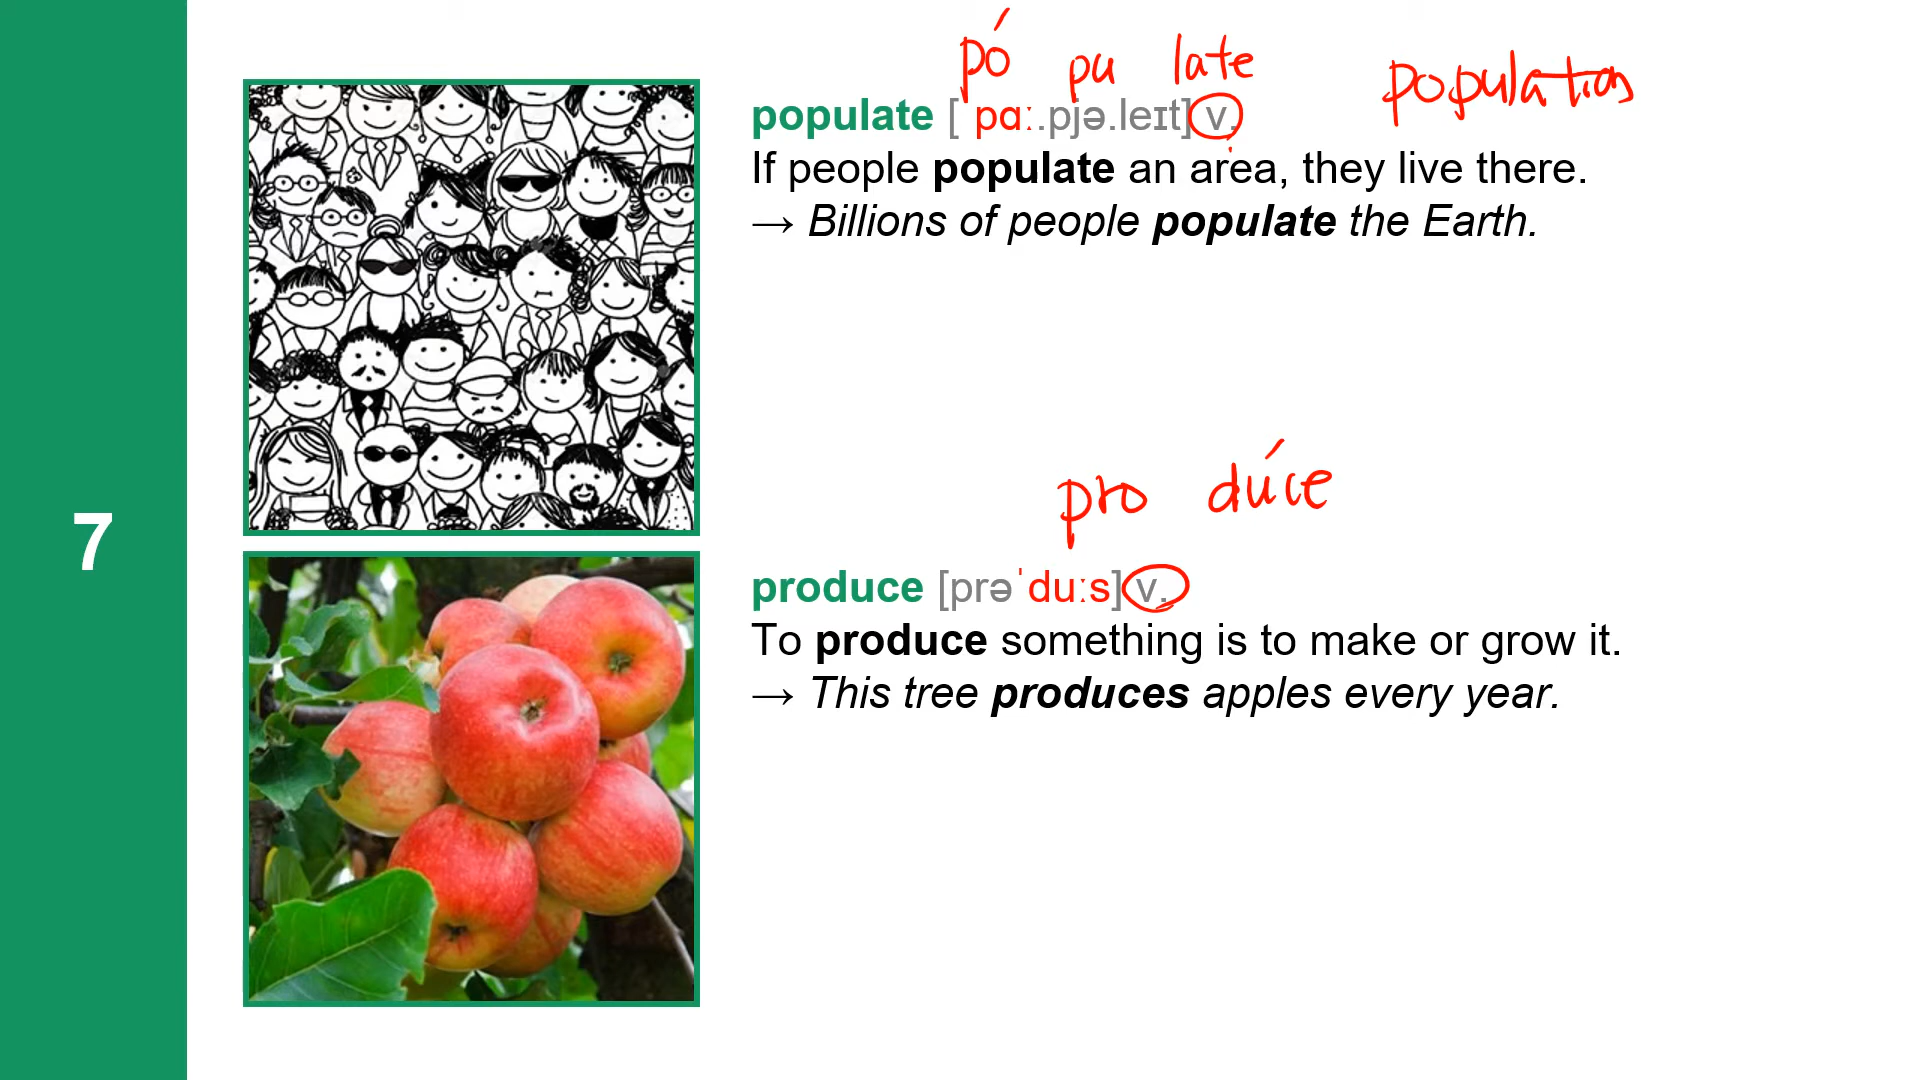 pó pu late population
populate [ˈpɑː.pjə.leɪt] v.
If people populate an area, they live there.
→ Billions of people populate the Earth.
7
pro dúce
produce [prəˈduːs] v.
To produce something is to make or grow it.
→ This tree produces apples every year.